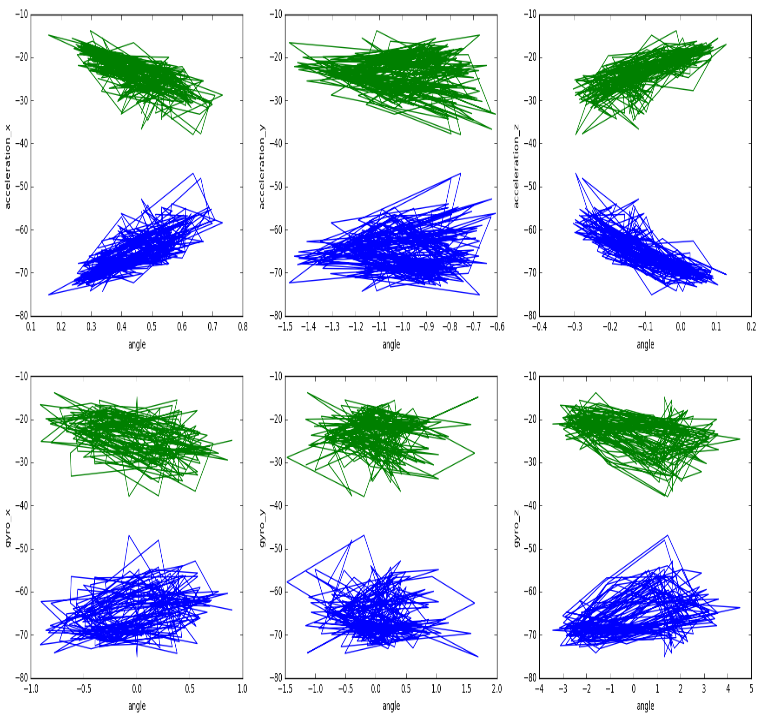 −10 −20 −30 −40 −50 −60 −70 −80
acceleration_x
0.1 0.2 0.3 0.4 0.5 0.6 0.7 0.8
angle
−10 −20 −30 −40 −50 −60 −70 −80
acceleration_y
−1.5 −1.4 −1.3 −1.2 −1.1 −1.0 −0.9 −0.8 −0.7 −0.6
angle
−10 −20 −30 −40 −50 −60 −70 −80
acceleration_z
−0.4 −0.3 −0.2 −0.1 0.0 0.1 0.2
angle
−10 −20 −30 −40 −50 −60 −70 −80
gyro_x
−1.0 −0.5 0.0 0.5 1.0
angle
−10 −20 −30 −40 −50 −60 −70 −80
gyro_y
−1.5 −1.0 −0.5 0.0 0.5 1.0 1.5 2.0
angle
−10 −20 −30 −40 −50 −60 −70 −80
gyro_z
−4 −3 −2 −1 0 1 2 3 4 5
angle